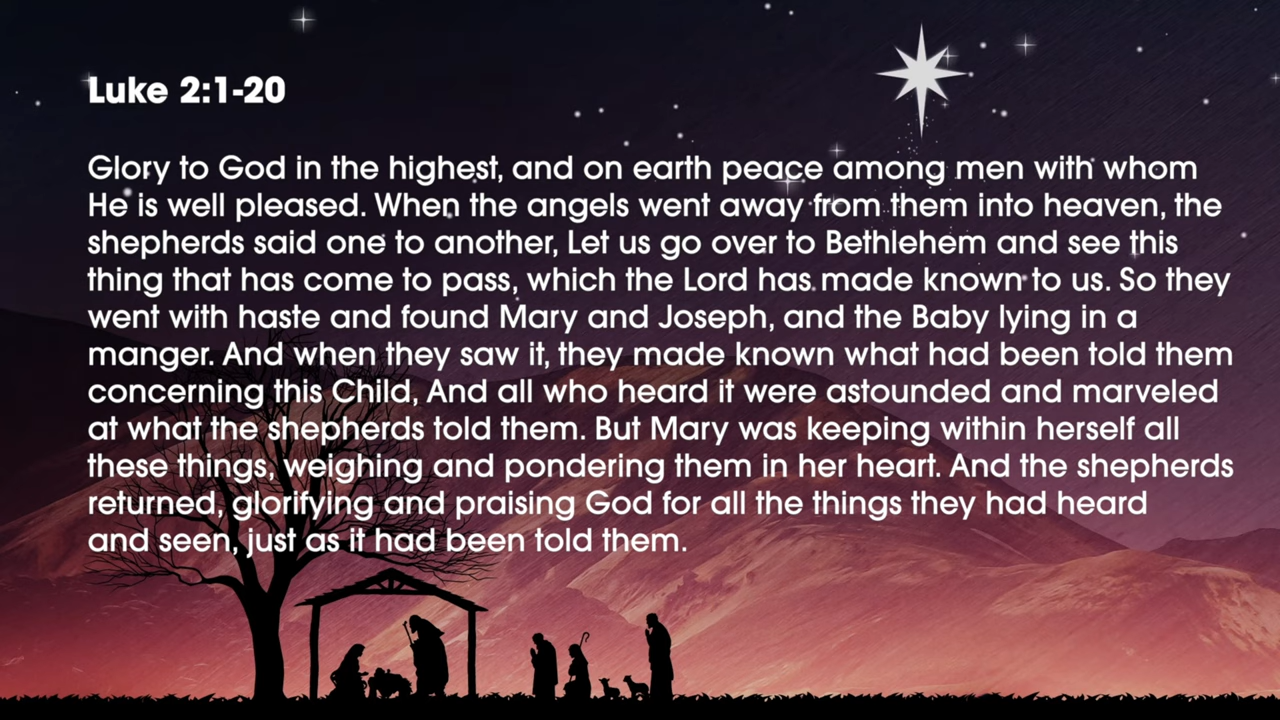 Luke 2:1-20
Glory to God in the highest, and on earth peace among men with whom
He is well pleased. When the angels went away from them into heaven, the
shepherds said one to another, Let us go over to Bethlehem and see this
thing that has come to pass, which the Lord has made known to us. So they
went with haste and found Mary and Joseph, and the Baby lying in a
manger. And when they saw it, they made known what had been told them
concerning this Child, And all who heard it were astounded and marveled
at what the shepherds told them. But Mary was keeping within herself all
these things, weighing and pondering them in her heart. And the shepherds
returned, glorifying and praising God for all the things they had heard
and seen, just as it had been told them.